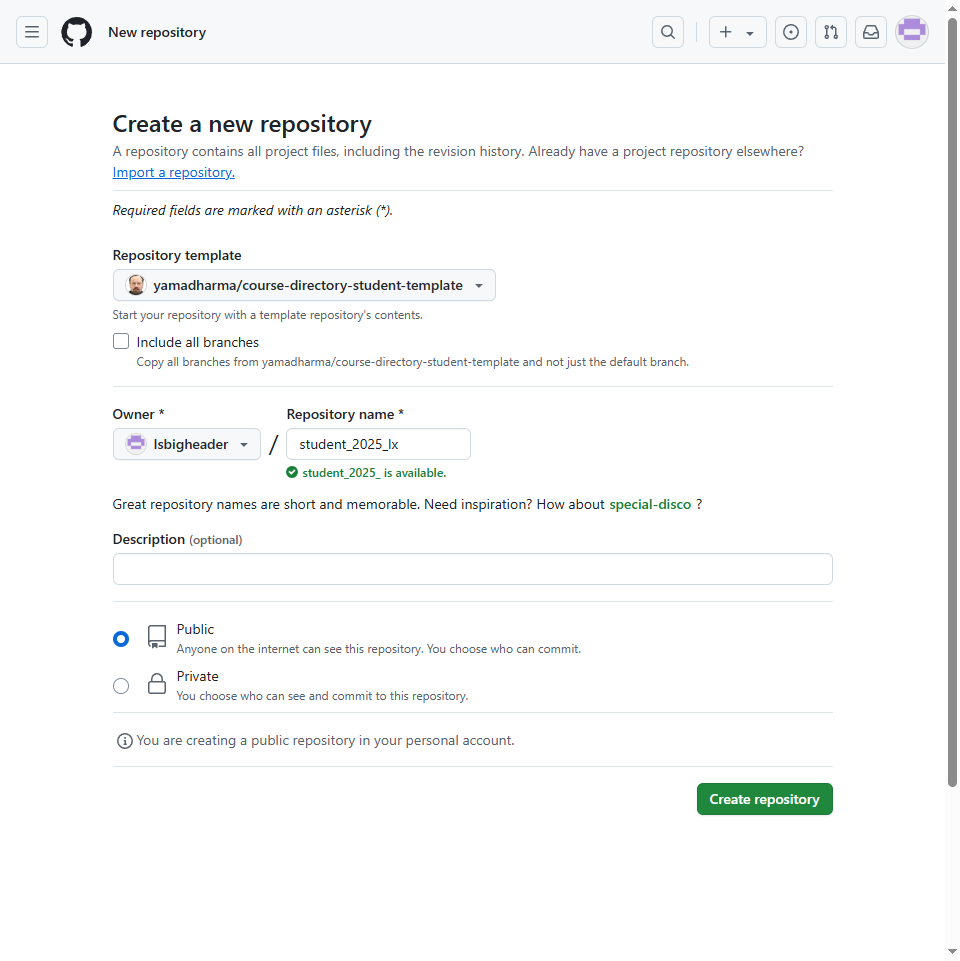 New repository
Create a new repository
A repository contains all project files, including the revision history. Already have a project repository elsewhere?
Import a repository.
Required fields are marked with an asterisk (*).
Repository template
yamadharma/course-directory-student-template
Start your repository with a template repository's contents.
Include all branches
Copy all branches from yamadharma/course-directory-student-template and not just the default branch.
Owner *
Repository name *
lsbigheader
/
student_2025_lx
student_2025_ is available.
Great repository names are short and memorable. Need inspiration? How about special-disco ?
Description (optional)
Public
Anyone on the internet can see this repository. You choose who can commit.
Private
You choose who can see and commit to this repository.
You are creating a public repository in your personal account.
Create repository